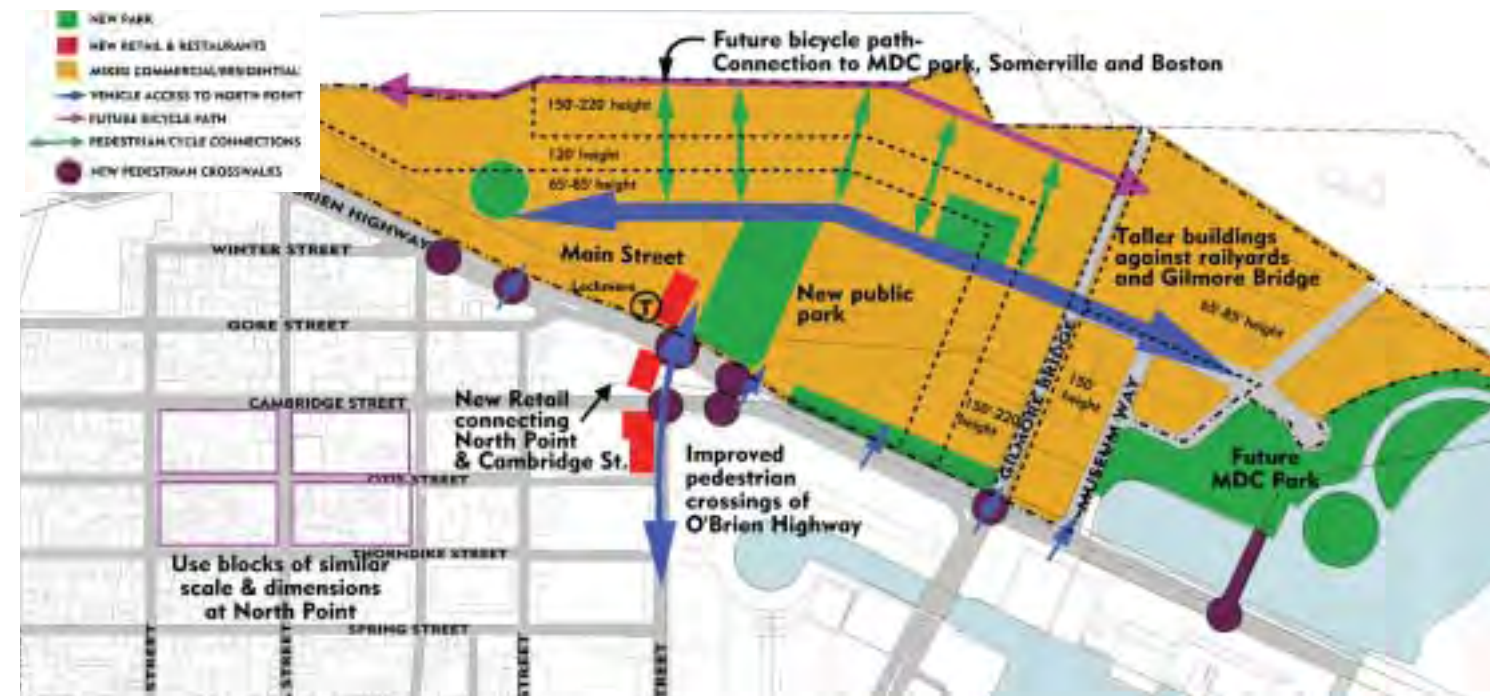 NEW PARK
NEW RETAIL & RESTAURANTS
MIXED COMMERCIAL/RESIDENTIAL
VEHICLE ACCESS TO NORTH POINT
FUTURE BICYCLE PATH
PEDESTRIAN/CYCLE CONNECTIONS
NEW PEDESTRIAN CROSSWALKS
Future bicycle path-
Connection to MDC park, Somerville and Boston
150'-220' height
120' height
65'-85' height
BRIEN HIGHWAY
WINTER STREET
Main Street
Lechmere
T
GORE STREET
New public
park
Taller buildings
against railyards
and Gilmore Bridge
65'-85' height
CAMBRIDGE STREET
New Retail
connecting
North Point
& Cambridge St.
OTIS STREET
Improved
pedestrian
crossings of
O'Brien Highway
150'-220'
height
GILMORE BRIDGE
150'
height
MUSEUM WAY
Future
MDC Park
THORNDIKE STREET
Use blocks of similar
scale & dimensions
at North Point
SPRING STREET
STREET
STREET
STREET
TREET